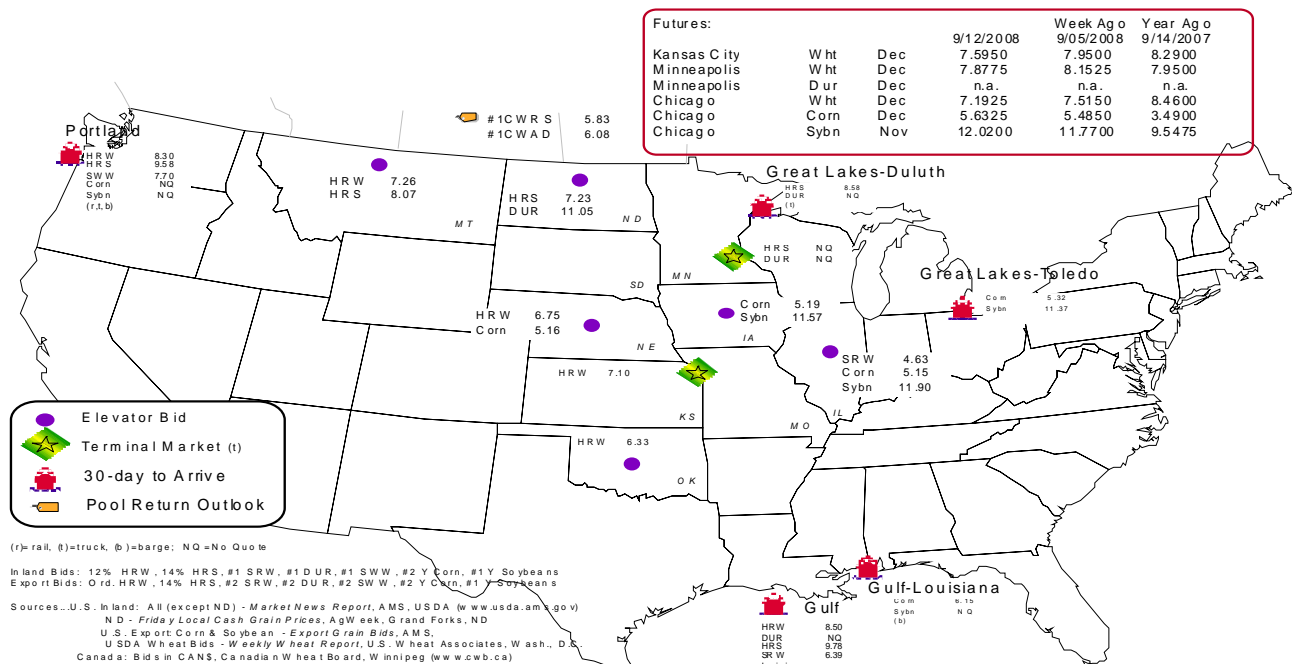 Futures: Week Ago Year Ago
9/12/2008 9/05/2008 9/14/2007
Kansas City Wht Dec 7.5950 7.9500 8.2900
Minneapolis Wht Dec 7.8775 8.1525 7.9500
Minneapolis Dur Dec n.a. n.a. n.a.
Chicago Wht Dec 7.1925 7.5150 8.4600
Chicago Corn Dec 5.6325 5.4850 3.4900
Chicago Sybn Nov 12.0200 11.7700 9.5475
#1CWRS 5.83
#1CWAD 6.08
Portland
HRW 8.30
HRS 9.58
SWW 7.70
Corn NQ
Sybn NQ
(r,t,b)
HRW 7.26
HRS 8.07
MT
HRS 7.23
DUR 11.05
ND
Great Lakes-Duluth
HRS 8.58
DUR NQ
(t)
HRS NQ
DUR NQ
MN
SD
Great Lakes-Toledo
Corn 5.32
Sybn 11.37
HRW 6.75
Corn 5.16
NE
Corn 5.19
Sybn 11.57
IA
SRW 4.63
Corn 5.15
Sybn 11.90
IL
HRW 7.10
KS
MO
HRW 6.33
OK
Elevator Bid
Terminal Market (t)
30-day to Arrive
Pool Return Outlook
Gulf-Louisiana
Corn 6.15
Sybn NQ
(b)
Gulf
HRW 8.50
DUR NQ
HRS 9.78
SRW 6.39
(r)=rail, (t)=truck, (b)=barge; NQ=No Quote
Inland Bids: 12% HRW, 14% HRS, #1 SRW, #1 DUR, #1 SWW, #2 Y Corn, #1 Y Soybeans
Export Bids: Ord. HRW, 14% HRS, #2 SRW, #2 DUR, #2 SWW, #2 Y Corn, #1 Y Soybeans
Sources...U.S. Inland: All (except ND) - Market News Report, AMS, USDA (www.usda.ams.gov)
ND - Friday Local Cash Grain Prices, AgWeek, Grand Forks, ND
U.S. Export: Corn & Soybean - Export Grain Bids, AMS,
USDA Wheat Bids - Weekly Wheat Report, U.S. Wheat Associates, Wash., D.C.
Canada: Bids in CAN$, Canadian Wheat Board, Winnipeg (www.cwb.ca)